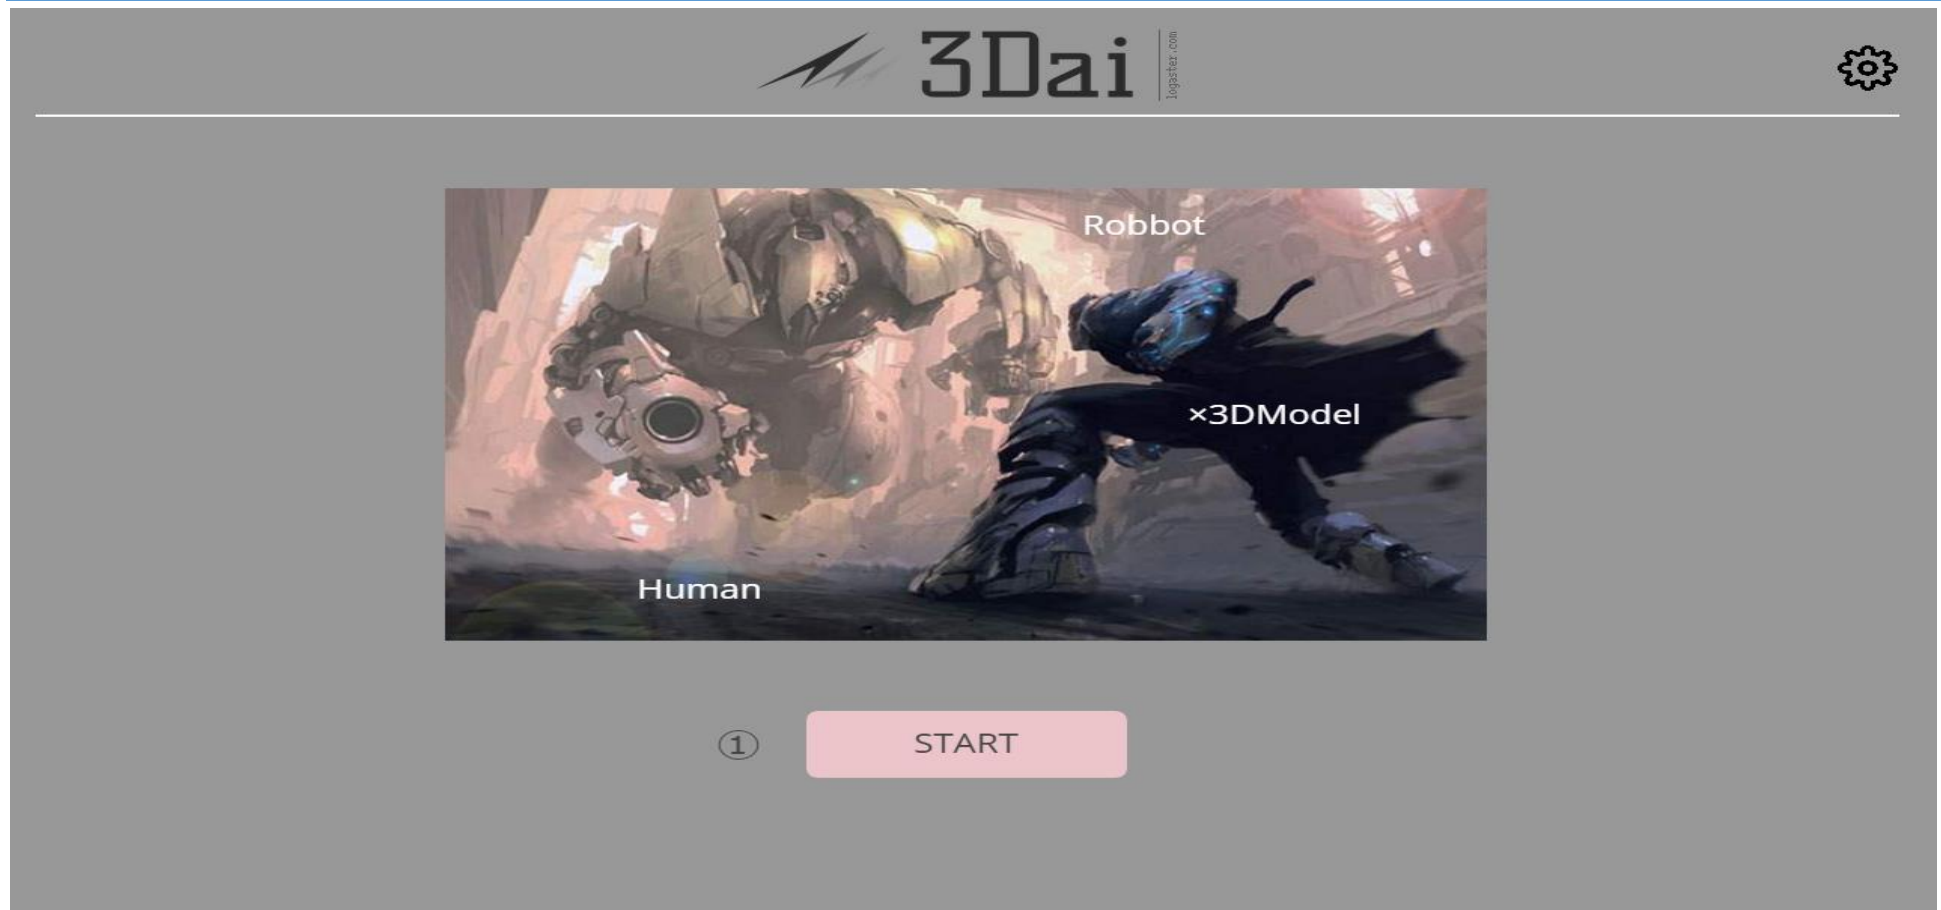 3Dai
logaster.com
Robbot
×3DModel
Human
① START